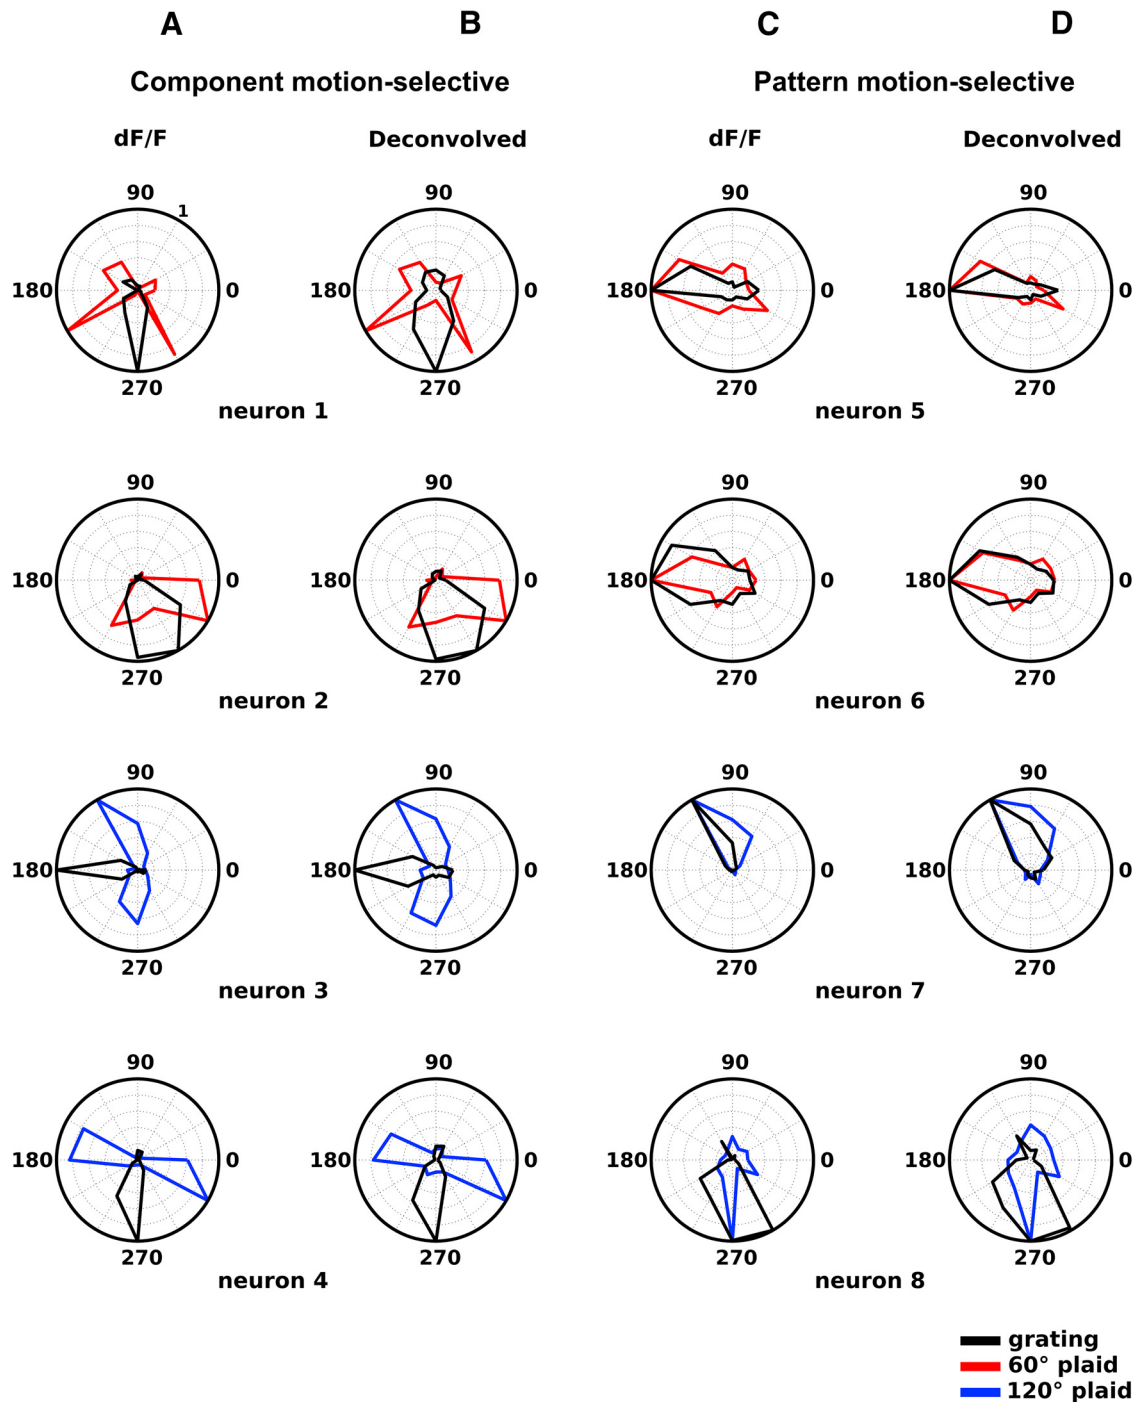 A B C D
Component motion-selective Pattern motion-selective
dF/F Deconvolved dF/F Deconvolved
90 90 90 90
1
180 0 180 0 180 0 180 0
270 270 270 270
neuron 1 neuron 5
90 90 90 90
180 0 180 0 180 0 180 0
270 270 270 270
neuron 2 neuron 6
90 90 90 90
180 0 180 0 180 0 180 0
270 270 270 270
neuron 3 neuron 7
90 90 90 90
180 0 180 0 180 0 180 0
270 270 270 270
neuron 4 neuron 8
grating
60° plaid
120° plaid